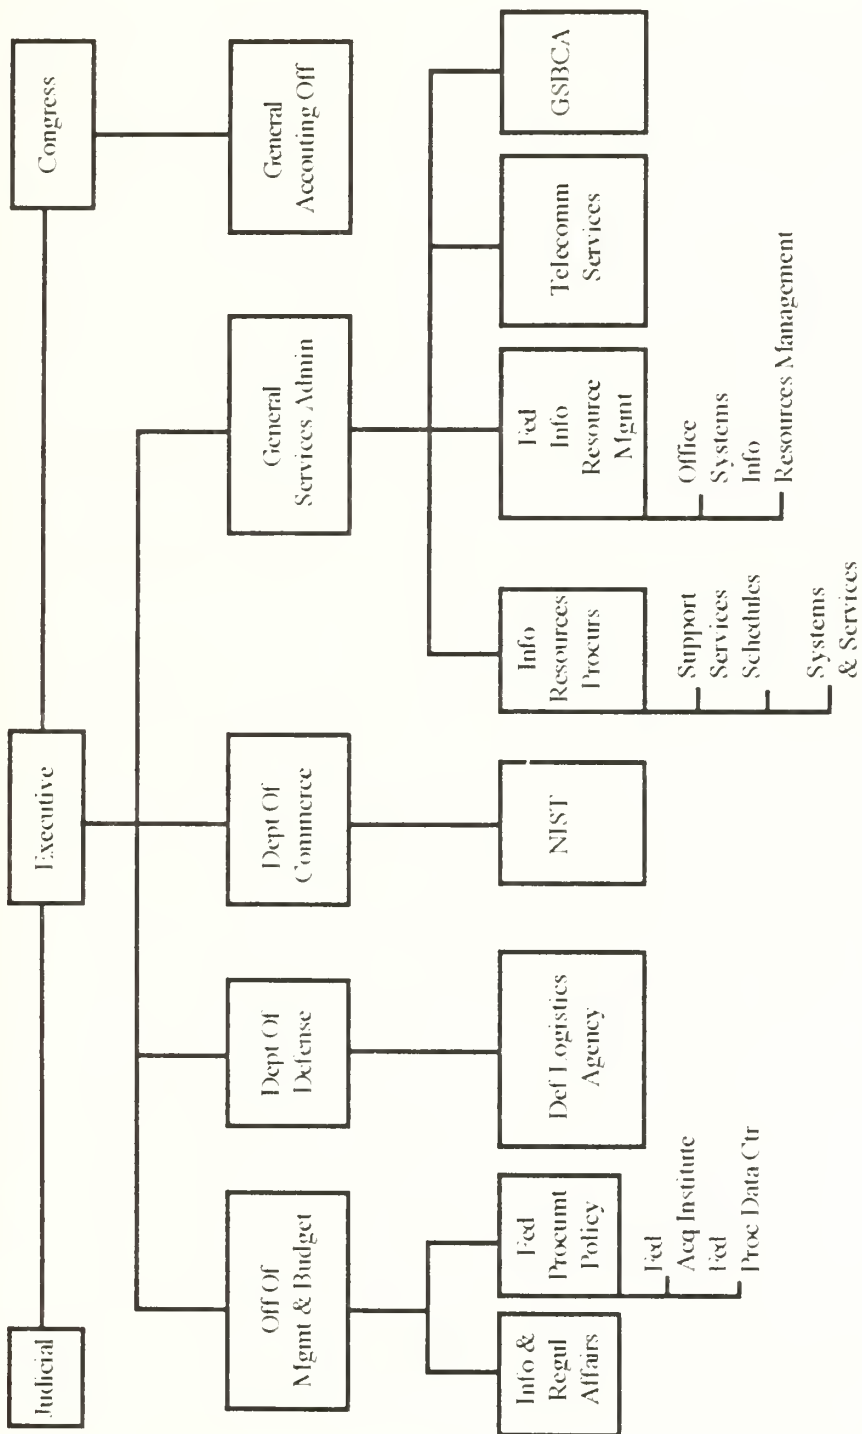 Judicial
Executive
Congress
Off Of
Mgmt & Budget
Dept Of
Defense
Dept Of
Commerce
General
Services Admin
General
Accouting Off
Info &
Regul
Affairs
Fed
Procumt
Policy
Def Logistics
Agency
NIST
Info
Resources
Procurs
Fed
Info
Resource
Mgmt
Telecomm
Services
GSBCA
Fed
Acq Institute
Fed
Proc Data Ctr
Support
Services
Schedules
Systems
& Services
Office
Systems
Info
Resources Management